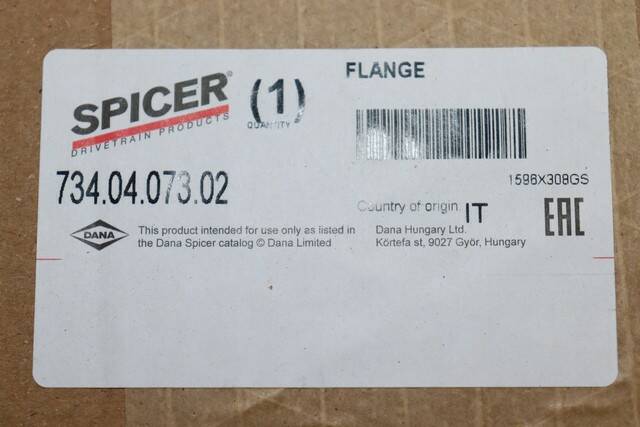 FLANGE
SPICER®
DRIVETRAIN PRODUCTS
(1)
QUANTITY
734.04.073.02
1596X308GS
Country of origin IT
EAC
DANA
This product intended for use only as listed in
the Dana Spicer catalog © Dana Limited
Dana Hungary Ltd.
Körtefa st, 9027 Győr, Hungary